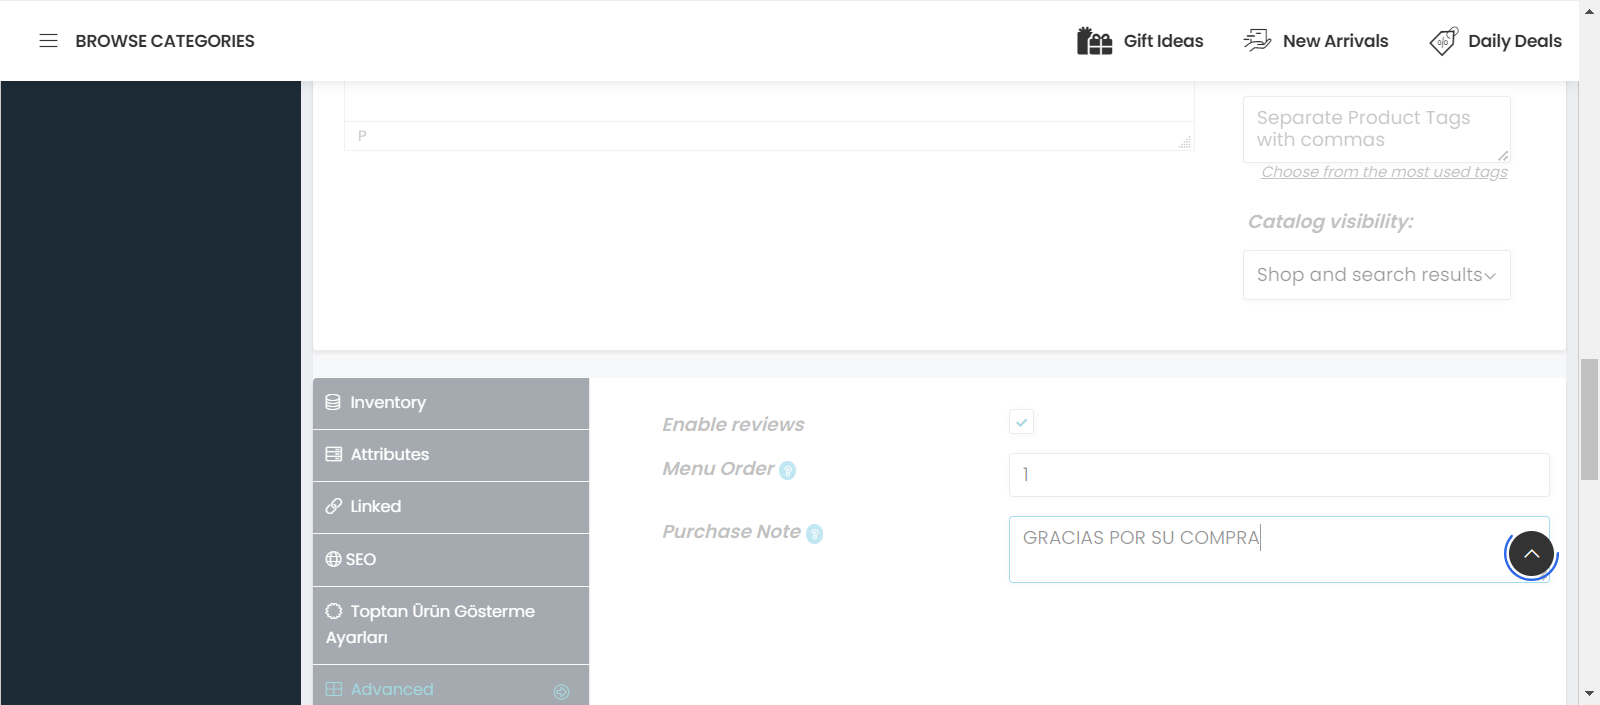 BROWSE CATEGORIES
Gift Ideas
New Arrivals
Daily Deals
P
Separate Product Tags
with commas
Choose from the most used tags
Catalog visibility:
Shop and search results
Inventory
Attributes
Linked
SEO
Toptan Ürün Gösterme
Ayarları
Advanced
Enable reviews
Menu Order ?
1
Purchase Note ?
GRACIAS POR SU COMPRA